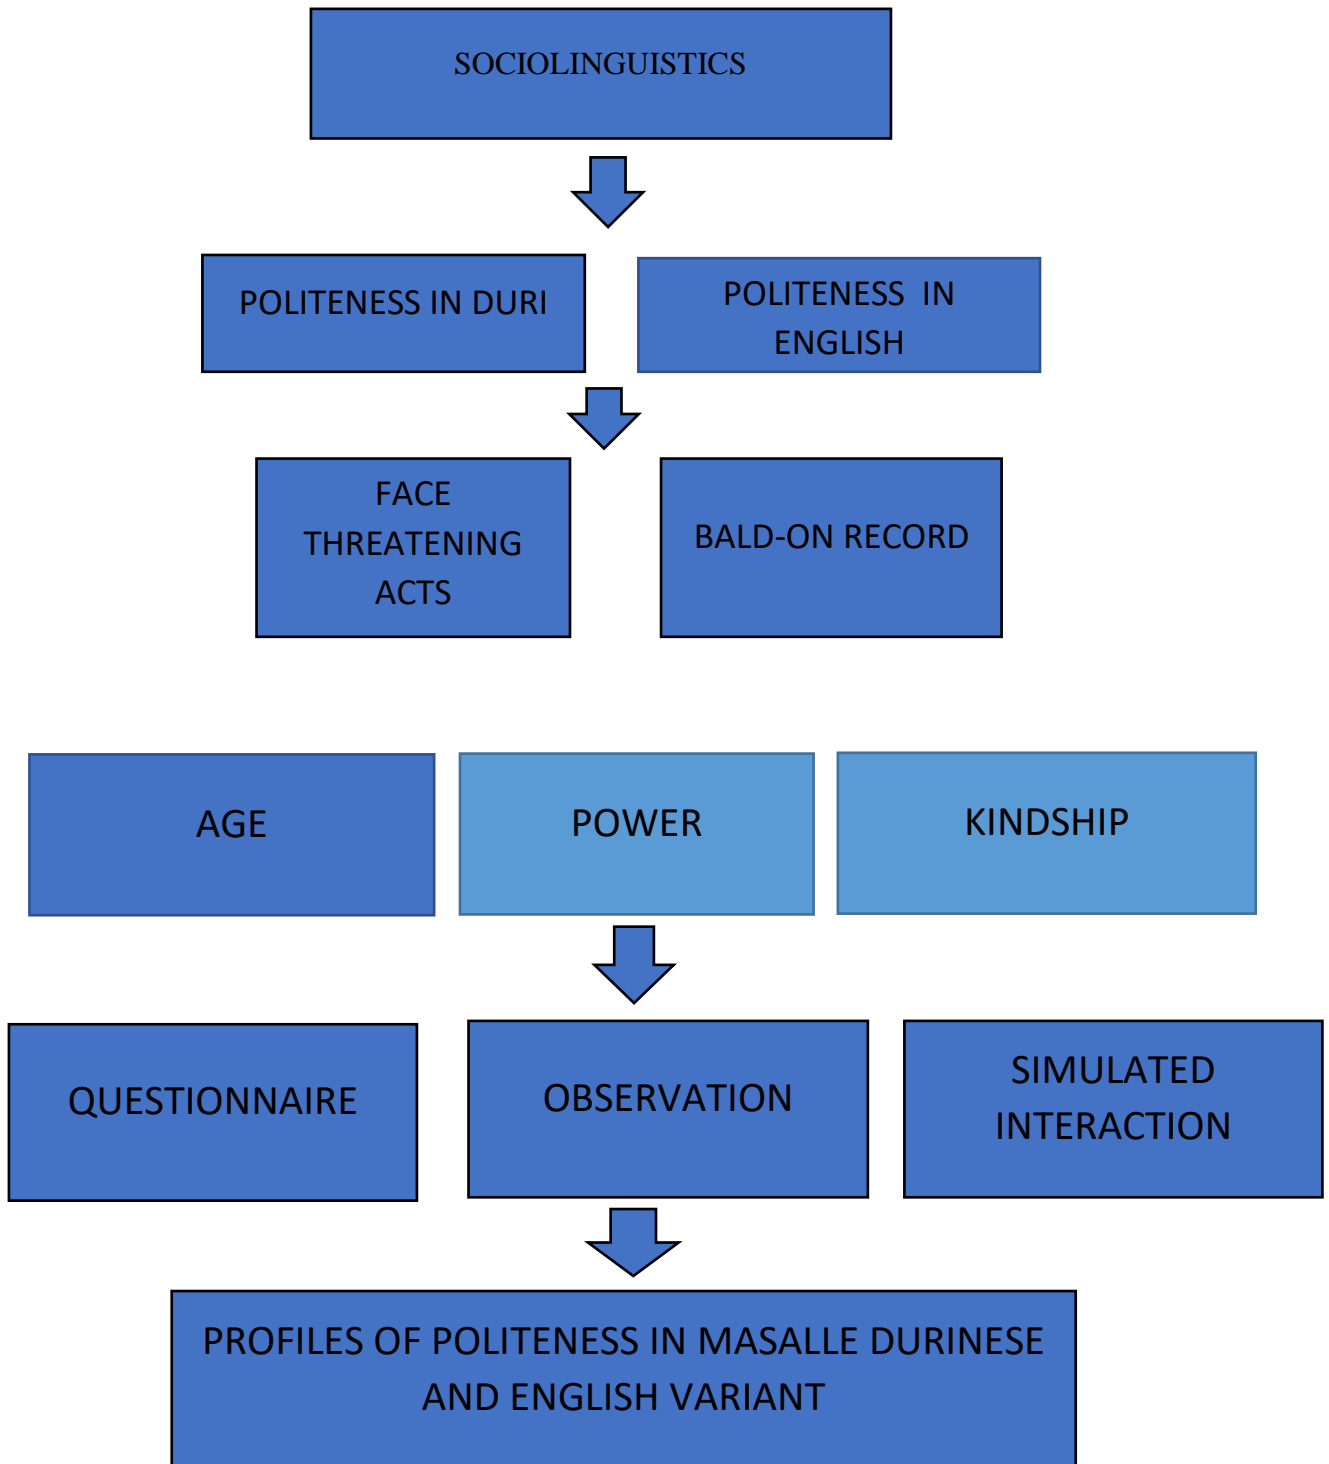 SOCIOLINGUISTICS
POLITENESS IN DURI
POLITENESS IN
ENGLISH
FACE
THREATENING
ACTS
BALD-ON RECORD
AGE
POWER
KINDSHIP
QUESTIONNAIRE
OBSERVATION
SIMULATED
INTERACTION
PROFILES OF POLITENESS IN MASALLE DURINESE
AND ENGLISH VARIANT